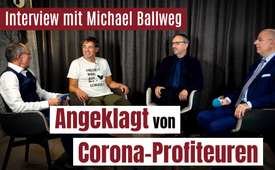 Interview mit Michael Ballweg
Angeklagt von
Corona-Profiteuren